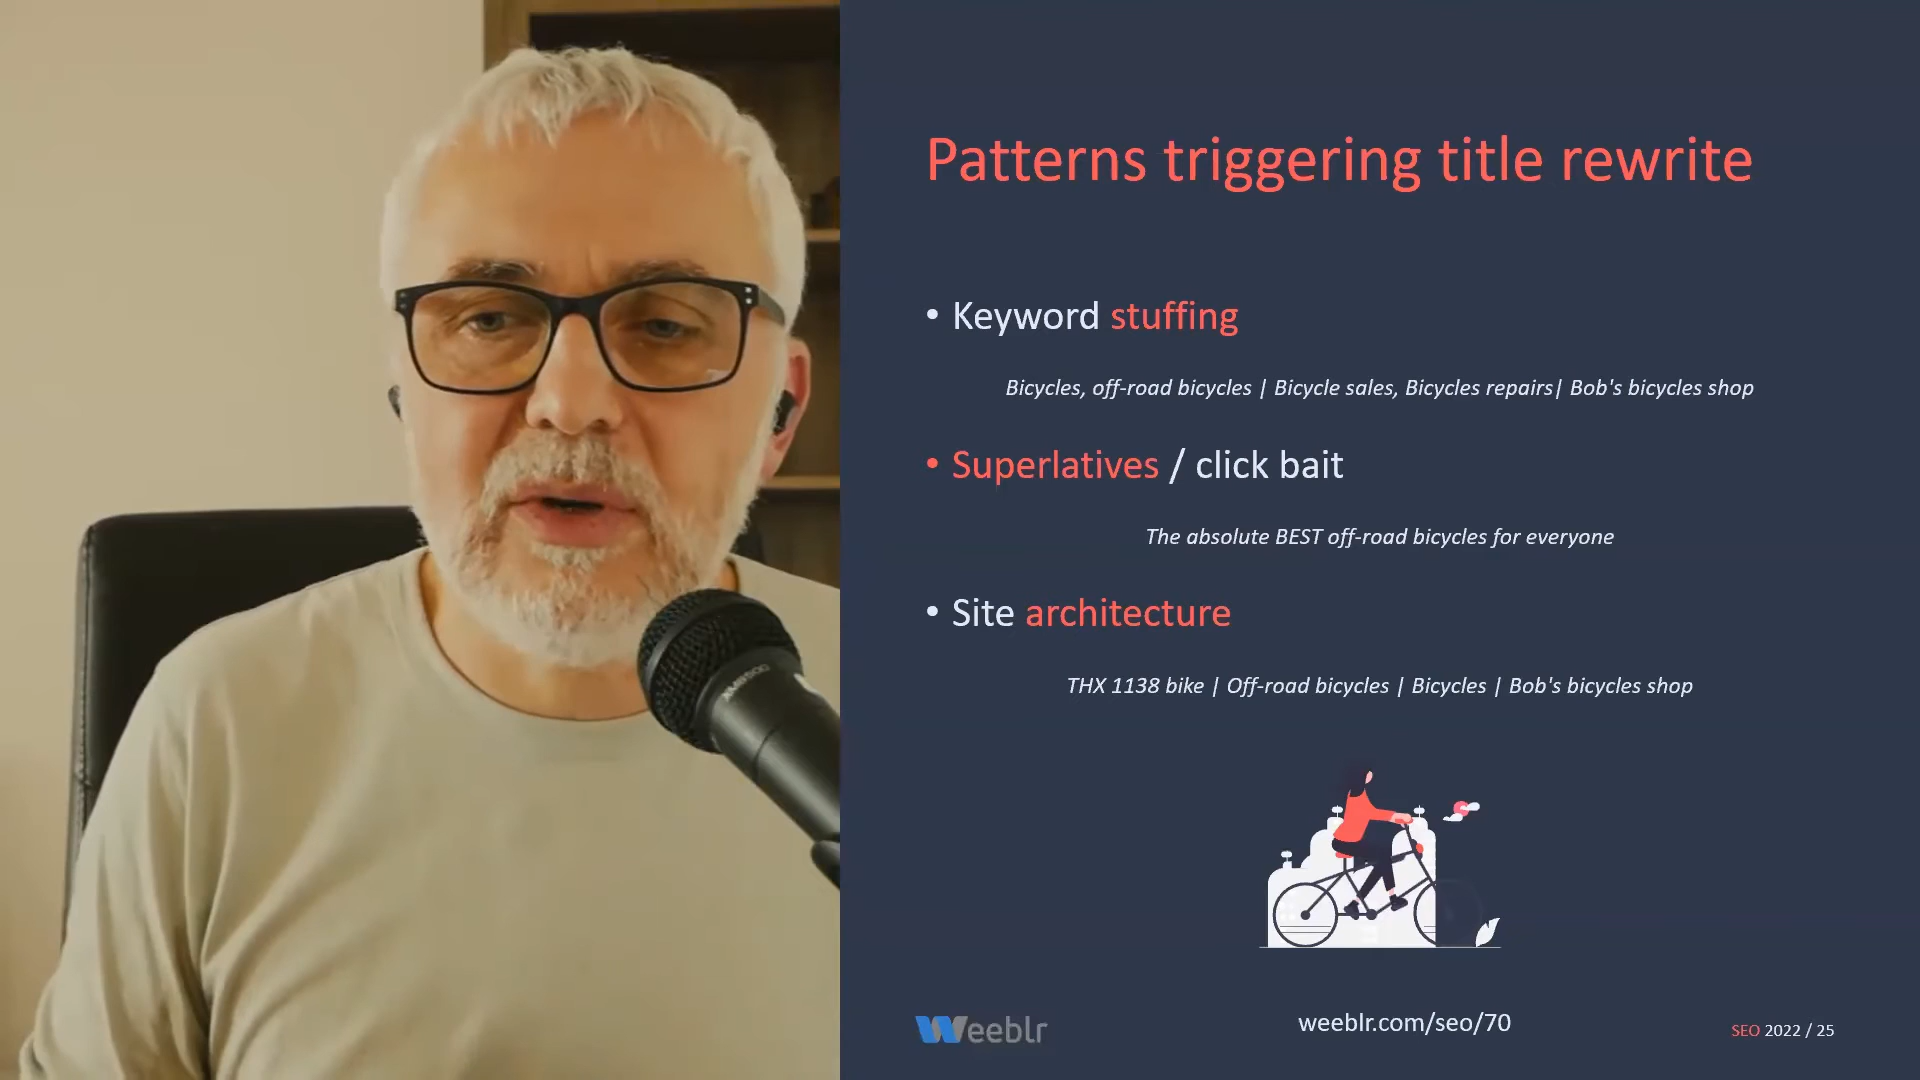 Patterns triggering title rewrite
• Keyword stuffing
Bicycles, off-road bicycles | Bicycle sales, Bicycles repairs| Bob's bicycles shop
• Superlatives / click bait
The absolute BEST off-road bicycles for everyone
• Site architecture
THX 1138 bike | Off-road bicycles | Bicycles | Bob's bicycles shop
Weeblr
weeblr.com/seo/70
SEO 2022 / 25
XM8500